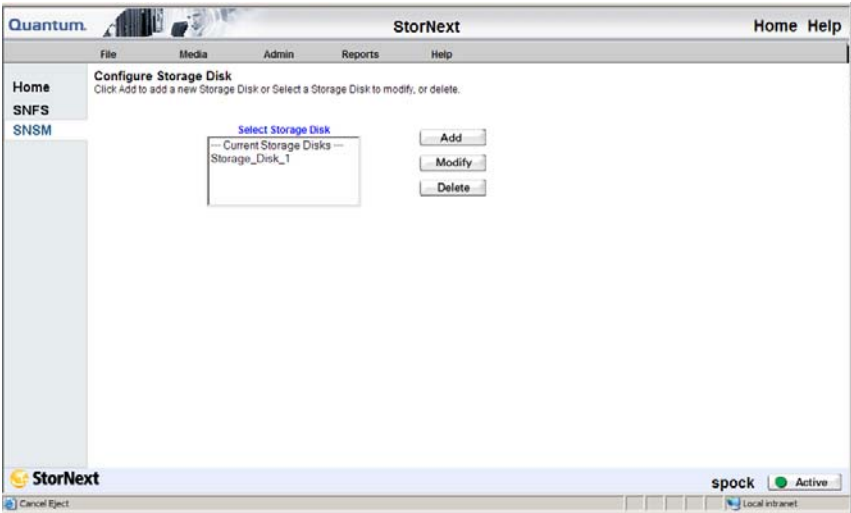 Quantum.
StorNext
Home Help
File Media Admin Reports Help
Home
SNFS
SNSM
Configure Storage Disk
Click Add to add a new Storage Disk or Select a Storage Disk to modify, or delete.
Select Storage Disk
--- Current Storage Disks ---
Storage_Disk_1
Add
Modify
Delete
StorNext
spock
Active
Cancel Eject
Local intranet